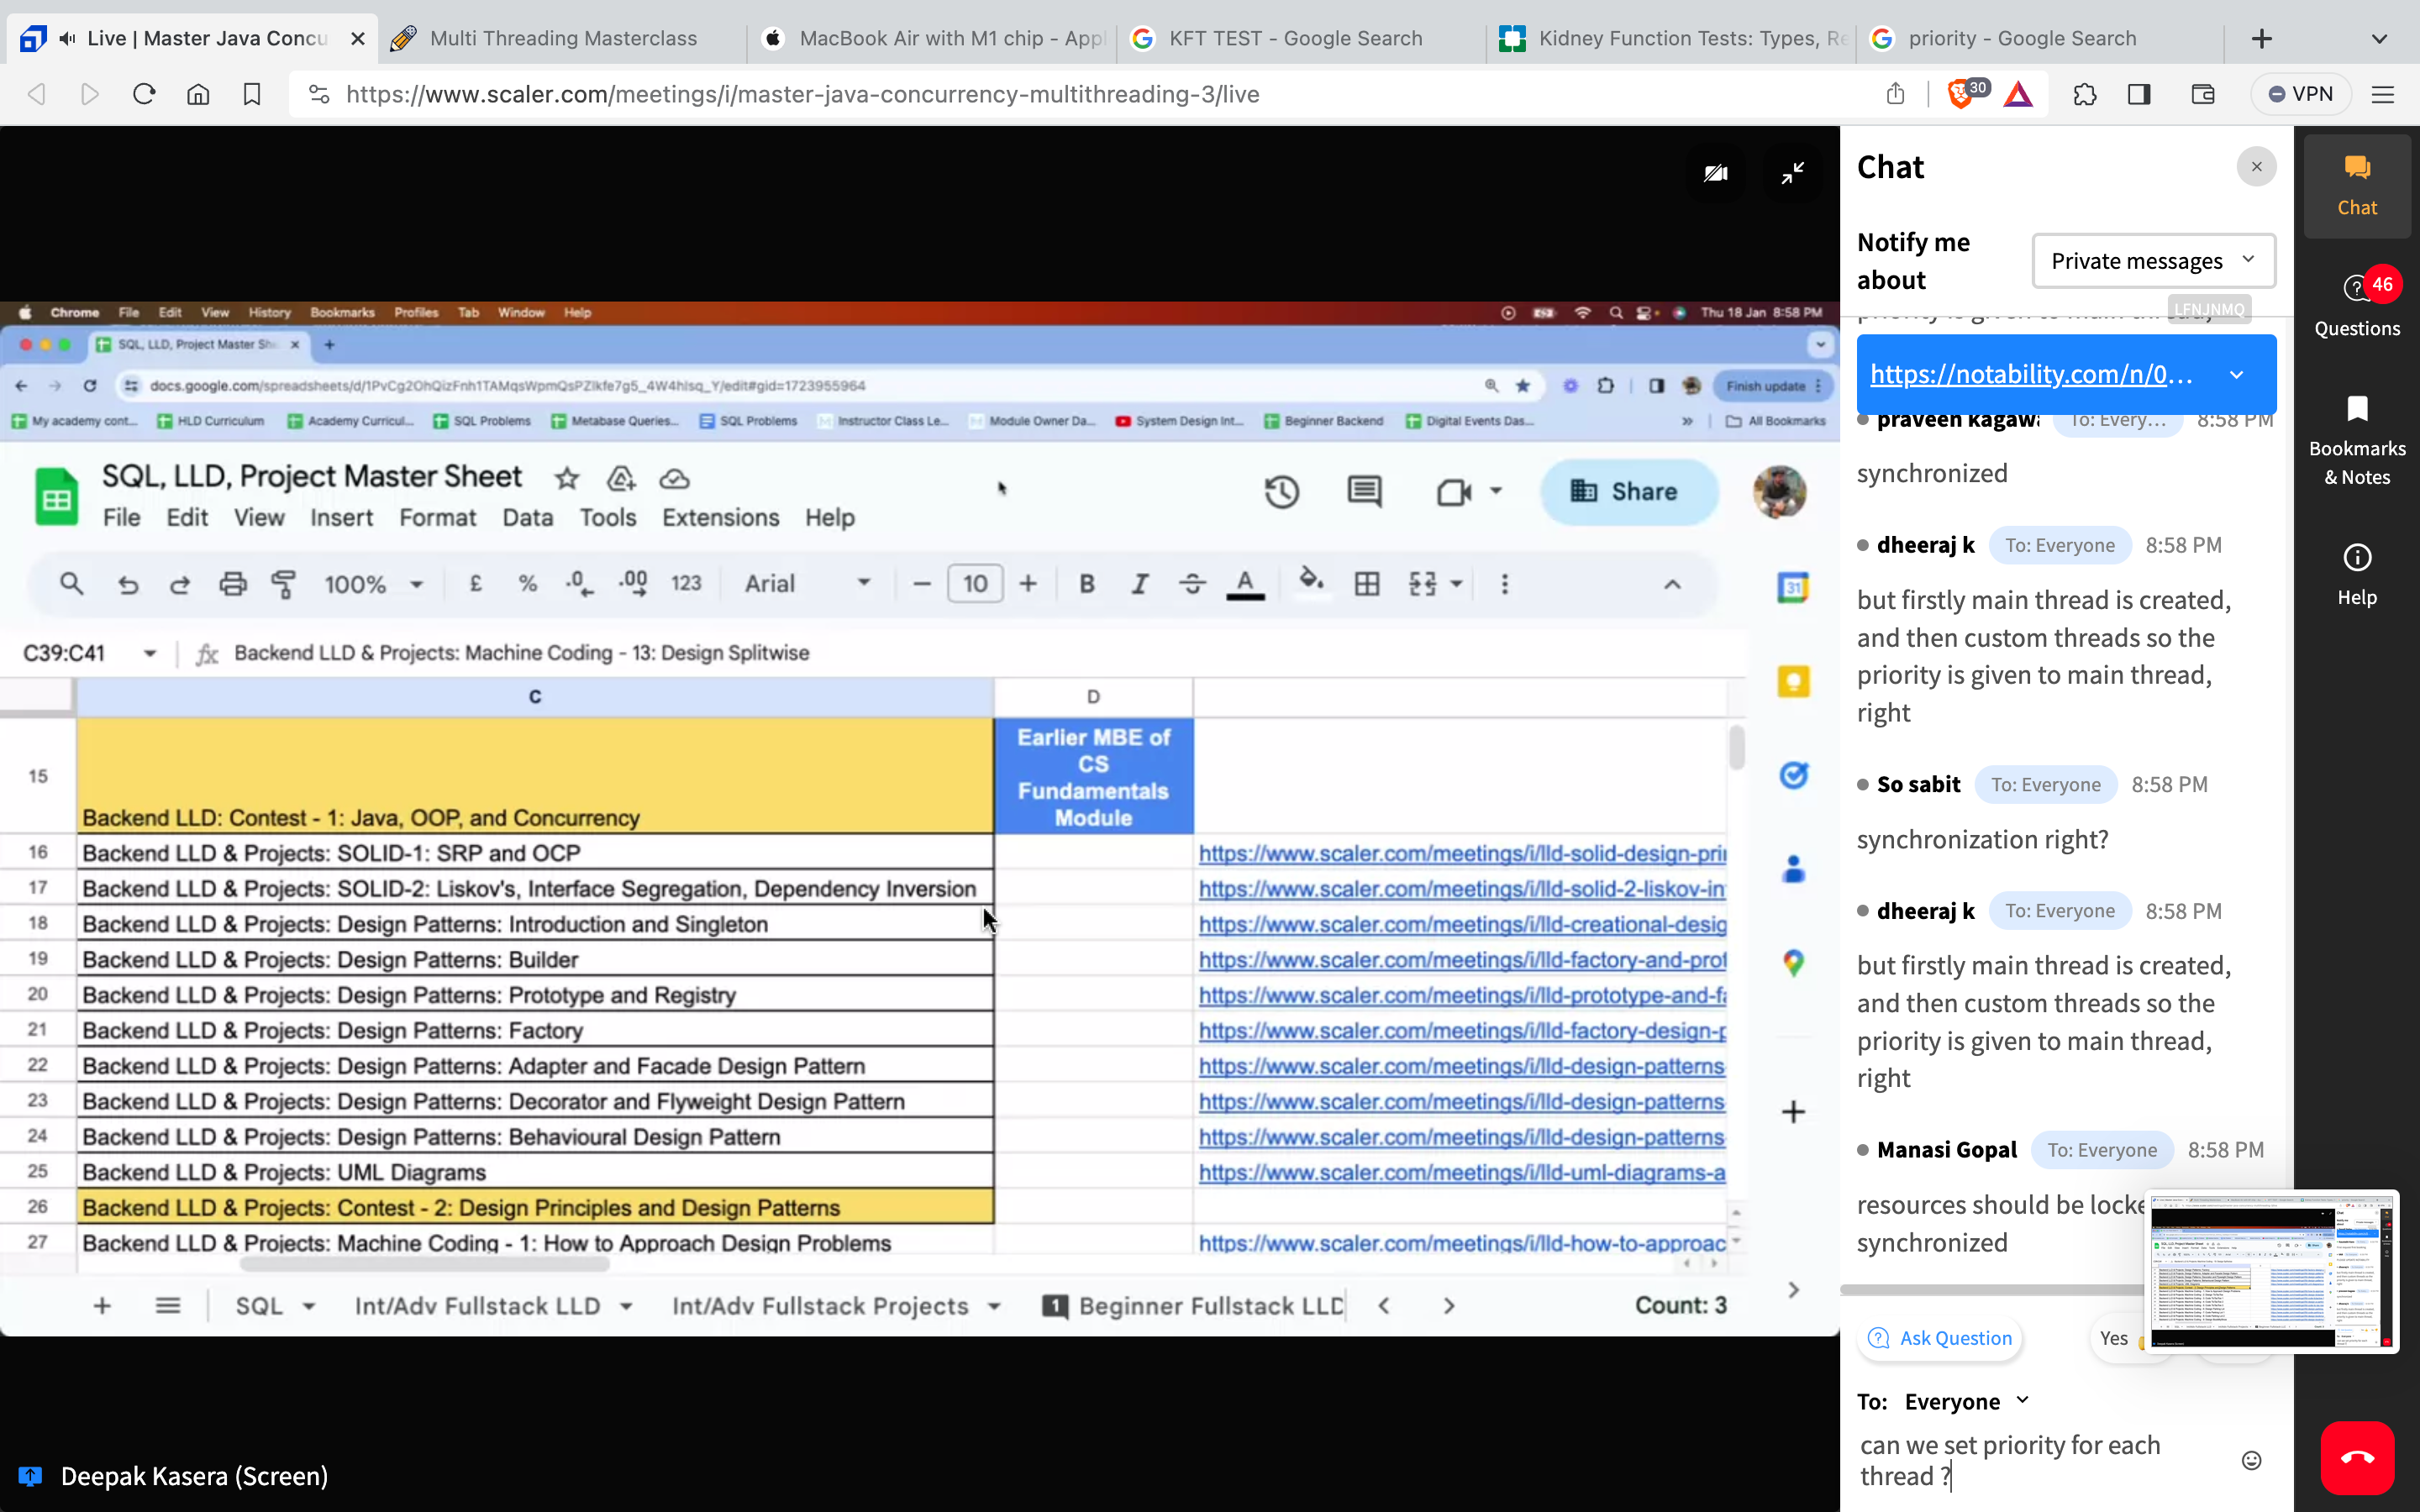 Live | Master Java Concu
Multi Threading Masterclass
MacBook Air with M1 chip - Appl
KFT TEST - Google Search
Kidney Function Tests: Types, Re
priority - Google Search
https://www.scaler.com/meetings/i/master-java-concurrency-multithreading-3/live
30
VPN
Chrome File Edit View History Bookmarks Profiles Tab Window Help
Thu 18 Jan 8:58 PM
SQL, LLD, Project Master Sh
docs.google.com/spreadsheets/d/
Finish update
My academy cont...
HLD Curriculum
Academy Curricul...
SQL Problems
Metabase Queries...
SQL Problems
Instructor Class Le...
Module Owner Da...
System Design Int...
Beginner Backend
Digital Events Das...
All Bookmarks
SQL, LLD, Project Master Sheet
File Edit View Insert Format Data Tools Extensions Help
Share
100%
£ % .0 .00 123
Arial
10
B I A
31
C39:C41
fx Backend LLD & Projects: Machine Coding - 13: Design Splitwise
C D
15 Backend LLD: Contest - 1: Java, OOP, and Concurrency
Earlier MBE of
CS
Fundamentals
Module
16 Backend LLD & Projects: SOLID-1: SRP and OCP https://www.scaler.com/meetings/i/lld-solid-design-prin
17 Backend LLD & Projects: SOLID-2: Liskov's, Interface Segregation, Dependency Inversion https://www.scaler.com/meetings/i/lld-solid-2-liskov-in
18 Backend LLD & Projects: Design Patterns: Introduction and Singleton https://www.scaler.com/meetings/i/lld-creational-desig
19 Backend LLD & Projects: Design Patterns: Builder https://www.scaler.com/meetings/i/lld-factory-and-prot
20 Backend LLD & Projects: Design Patterns: Prototype and Registry https://www.scaler.com/meetings/i/lld-prototype-and-fa
21 Backend LLD & Projects: Design Patterns: Factory https://www.scaler.com/meetings/i/lld-factory-design-p
22 Backend LLD & Projects: Design Patterns: Adapter and Facade Design Pattern https://www.scaler.com/meetings/i/lld-design-patterns-
23 Backend LLD & Projects: Design Patterns: Decorator and Flyweight Design Pattern https://www.scaler.com/meetings/i/lld-design-patterns-
24 Backend LLD & Projects: Design Patterns: Behavioural Design Pattern https://www.scaler.com/meetings/i/lld-design-patterns-
25 Backend LLD & Projects: UML Diagrams https://www.scaler.com/meetings/i/lld-uml-diagrams-a
26 Backend LLD & Projects: Contest - 2: Design Principles and Design Patterns
27 Backend LLD & Projects: Machine Coding - 1: How to Approach Design Problems https://www.scaler.com/meetings/i/lld-how-to-approac
SQL
Int/Adv Fullstack LLD
Int/Adv Fullstack Projects
1 Beginner Fullstack LLD
Count: 3
Deepak Kasera (Screen)
Chat
Notify me
about
Private messages
LFNJNMQ
priority is given to main thread,
https://notability.com/n/0...
praveen kagaw To: Every... 8:58 PM
synchronized
dheeraj k To: Everyone 8:58 PM
but firstly main thread is created,
and then custom threads so the
priority is given to main thread,
right
So sabit To: Everyone 8:58 PM
synchronization right?
dheeraj k To: Everyone 8:58 PM
but firstly main thread is created,
and then custom threads so the
priority is given to main thread,
right
Manasi Gopal To: Everyone 8:58 PM
resources should be locke
synchronized
Ask Question
Yes
To: Everyone
can we set priority for each
thread ?
Chat
46
Questions
Bookmarks
& Notes
Help